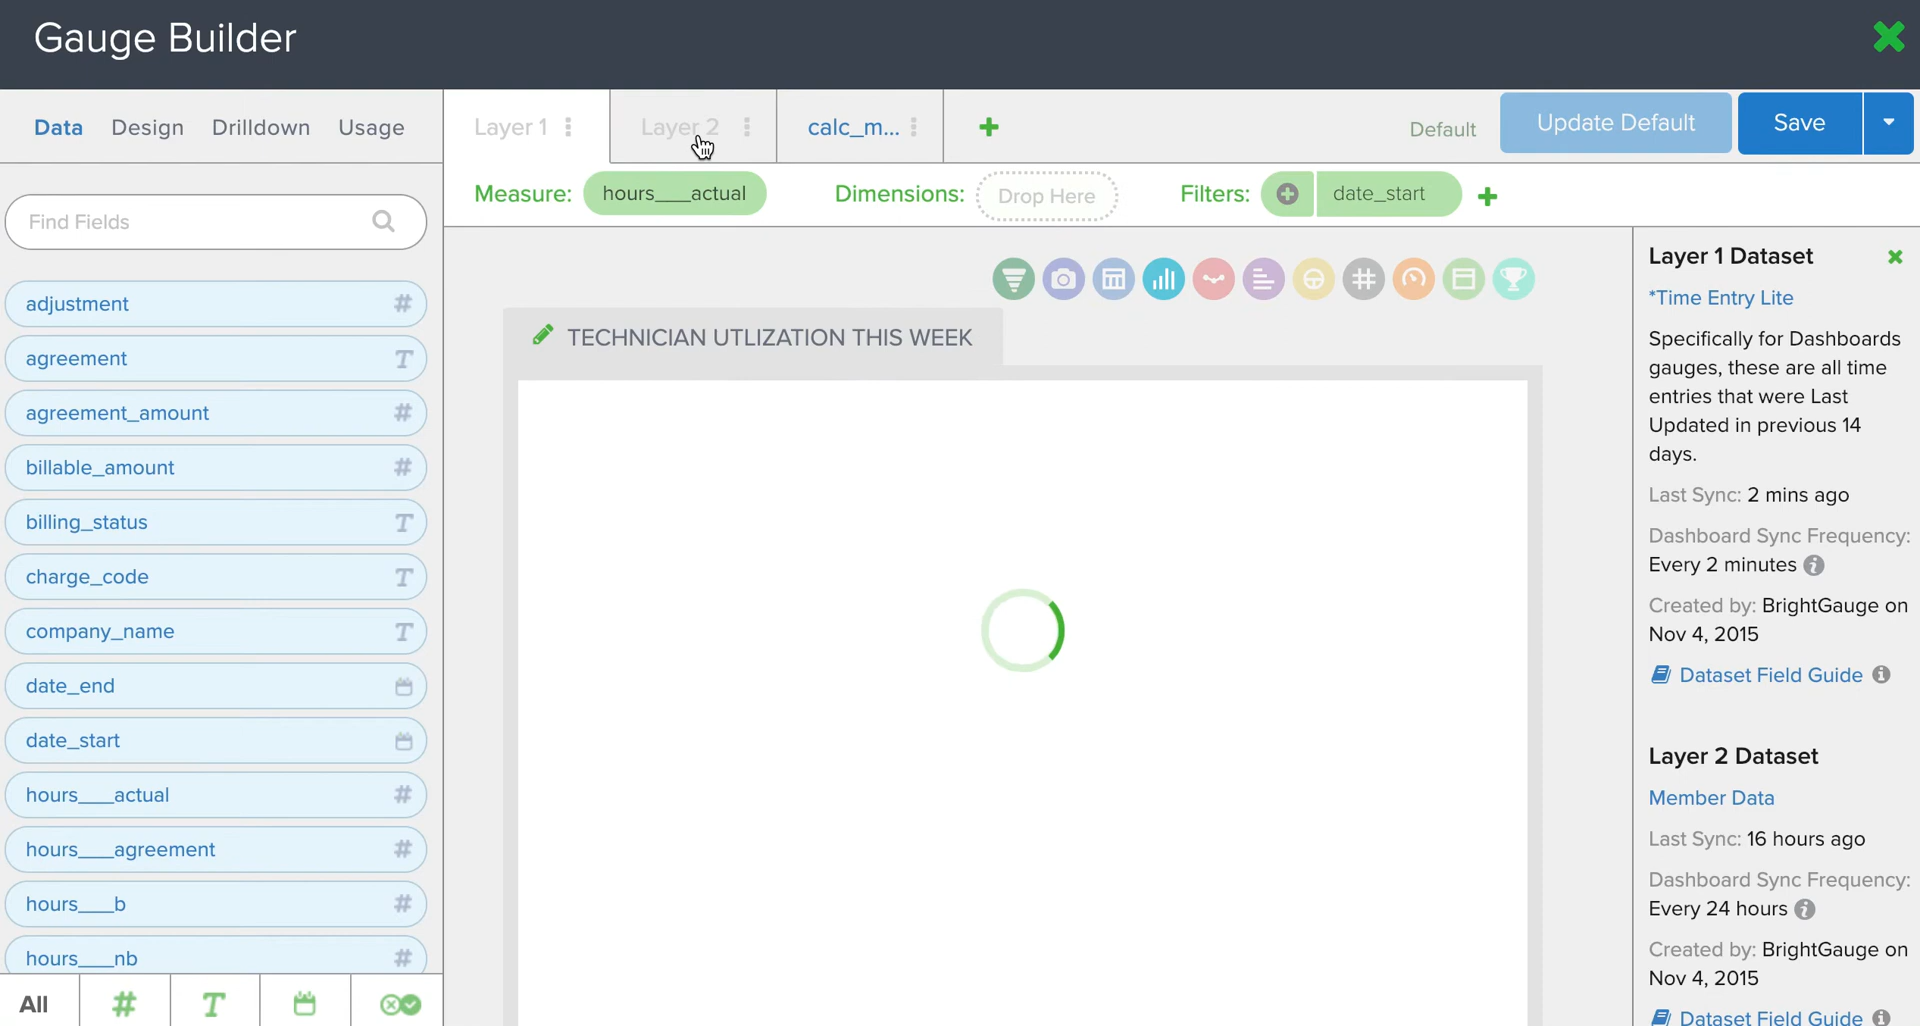 Gauge Builder
Data Design Drilldown Usage
Layer 1 Layer 2 calc_m... Default Update Default Save
Measure: hours___actual Dimensions: Drop Here Filters: date_start
Find Fields
adjustment
agreement
agreement_amount
billable_amount
billing_status
charge_code
company_name
date_end
date_start
hours___actual
hours___agreement
hours___b
hours___nb
All
TECHNICIAN UTLIZATION THIS WEEK
Layer 1 Dataset
*Time Entry Lite
Specifically for Dashboards
gauges, these are all time
entries that were Last
Updated in previous 14
days.
Last Sync: 2 mins ago
Dashboard Sync Frequency:
Every 2 minutes
Created by: BrightGauge on
Nov 4, 2015
Dataset Field Guide
Layer 2 Dataset
Member Data
Last Sync: 16 hours ago
Dashboard Sync Frequency:
Every 24 hours
Created by: BrightGauge on
Nov 4, 2015
Dataset Field Guide